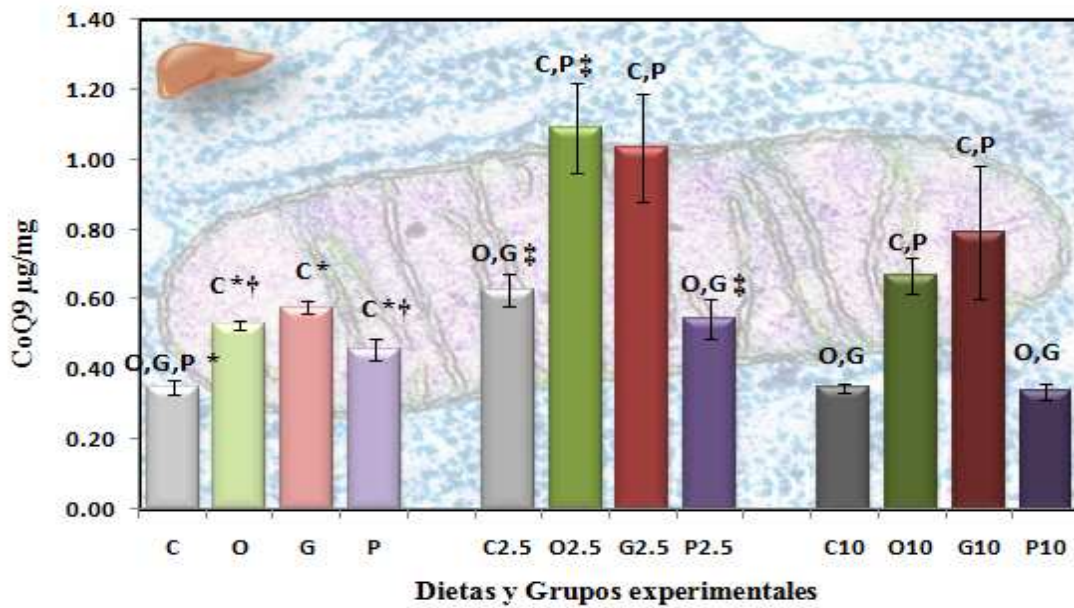 1.40
C,P ‡ C,P
1.20
1.00
C,P
0.80
C,P
O,G ‡
O,G ‡
0.60
C * † C * C * †
O,G,P *
O,G O,G
0.40
0.20
0.00
CoQ9 µg/mg
C O G P C2.5 O2.5 G2.5 P2.5 C10 O10 G10 P10
Dietas y Grupos experimentales